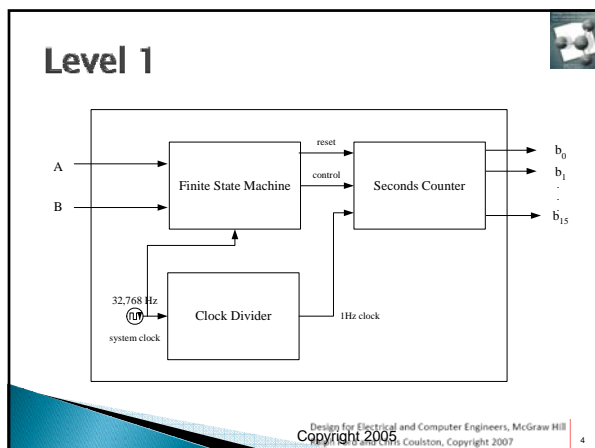 Level 1
reset
b0
A
control
b1
Finite State Machine
Seconds Counter
.
.
.
B
b15
32,768 Hz
Clock Divider
1Hz clock
system clock
Design for Electrical and Computer Engineers, McGraw Hill
Copyright 2005
Ford and Chris Coulston, Copyright 2007
4